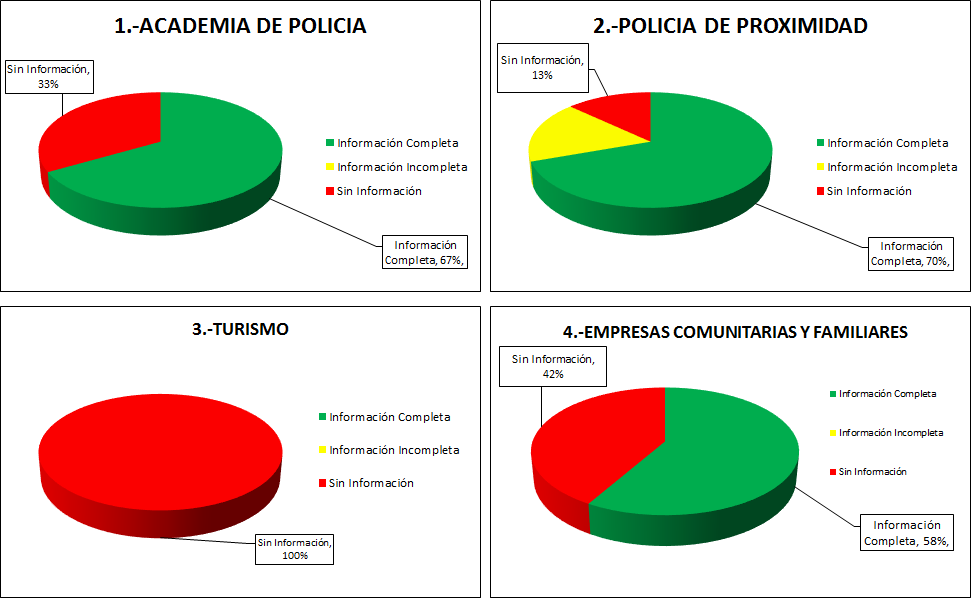 1.-ACADEMIA DE POLICIA
Sin Información,
33%
Información Completa
Información Incompleta
Sin Información
Información
Completa, 67%,
2.-POLICIA DE PROXIMIDAD
Sin Información,
13%
Información Completa
Información Incompleta
Sin Información
Información
Completa, 70%,
3.-TURISMO
Información Completa
Información Incompleta
Sin Información
Sin Información,
100%
4.-EMPRESAS COMUNITARIAS Y FAMILIARES
Sin Información,
42%
Información Completa
Información Incompleta
Sin Información
Información
Completa, 58%,